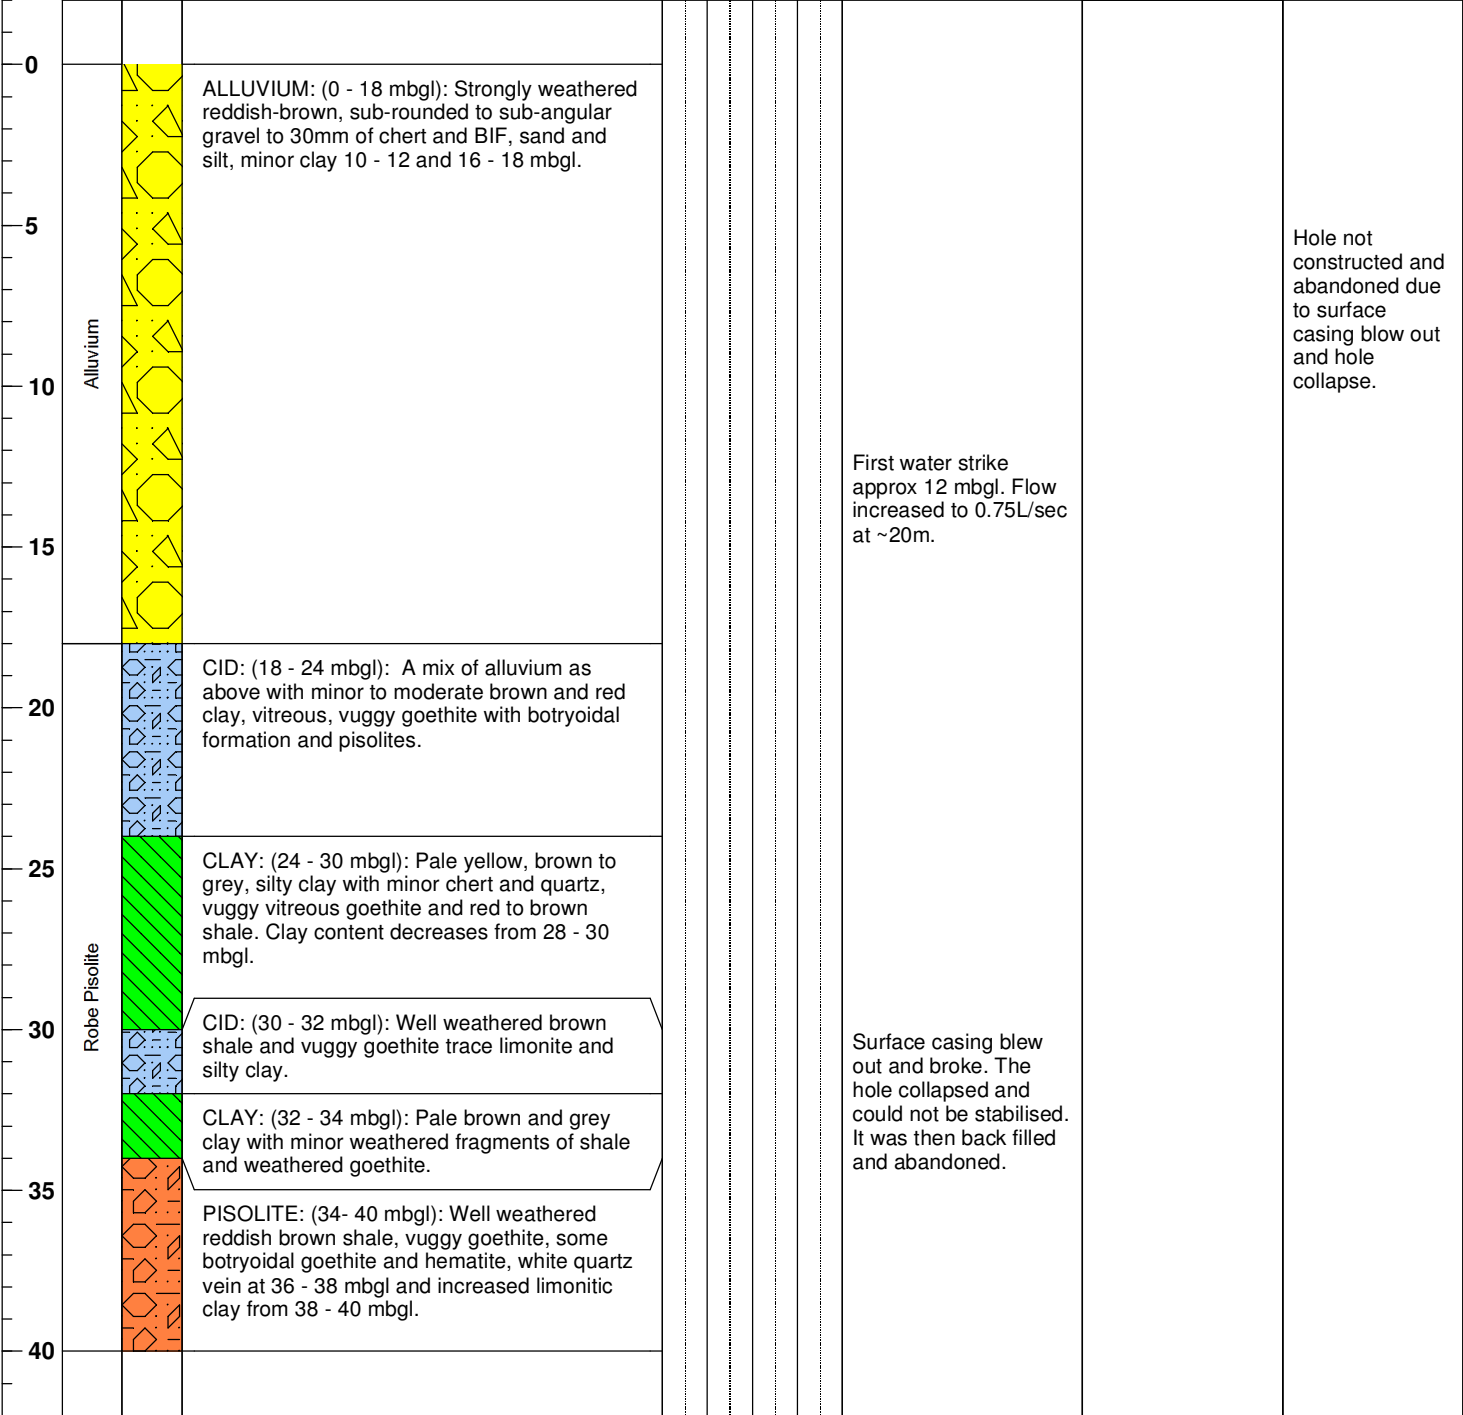 0
5
10
15
20
25
30
35
40
Alluvium
Robe Pisolite
ALLUVIUM: (0 - 18 mbgl): Strongly weathered
reddish-brown, sub-rounded to sub-angular
gravel to 30mm of chert and BIF, sand and
silt, minor clay 10 - 12 and 16 - 18 mbgl.
CID: (18 - 24 mbgl):  A mix of alluvium as
above with minor to moderate brown and red
clay, vitreous, vuggy goethite with botryoidal
formation and pisolites.
CLAY: (24 - 30 mbgl): Pale yellow, brown to
grey, silty clay with minor chert and quartz,
vuggy vitreous goethite and red to brown
shale. Clay content decreases from 28 - 30
mbgl.
CID: (30 - 32 mbgl): Well weathered brown
shale and vuggy goethite trace limonite and
silty clay.
CLAY: (32 - 34 mbgl): Pale brown and grey
clay with minor weathered fragments of shale
and weathered goethite.
PISOLITE: (34- 40 mbgl): Well weathered
reddish brown shale, vuggy goethite, some
botryoidal goethite and hematite, white quartz
vein at 36 - 38 mbgl and increased limonitic
clay from 38 - 40 mbgl.
First water strike
approx 12 mbgl. Flow
increased to 0.75L/sec
at ~20m.
Surface casing blew
out and broke. The
hole collapsed and
could not be stabilised.
It was then back filled
and abandoned.
Hole not
constructed and
abandoned due
to surface
casing blow out
and hole
collapse.